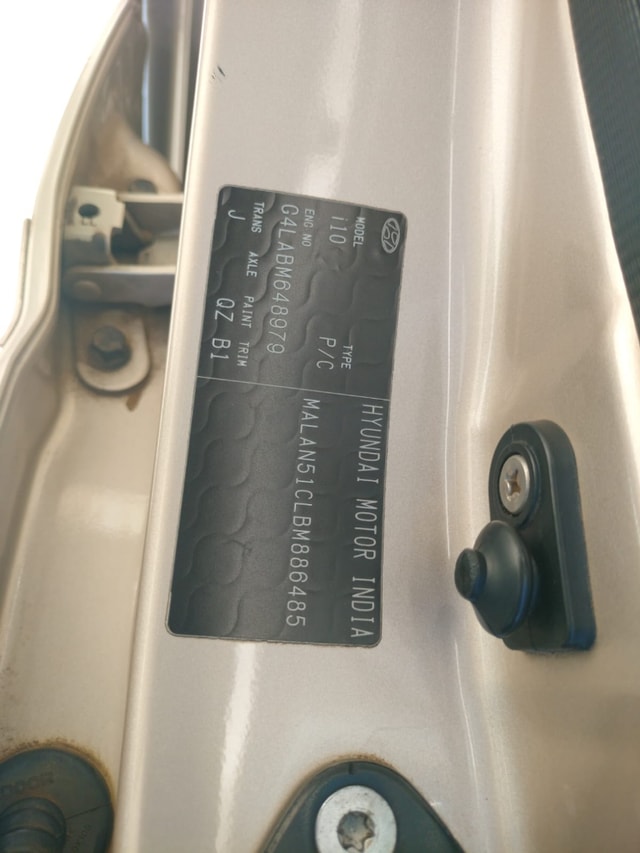 HYUNDAI MOTOR INDIA
MODEL TYPE
i10 P/C
ENG NO
G4LABM648979
MALAN51CLBM886485
TRANS AXLE PAINT TRIM
J QZ B1